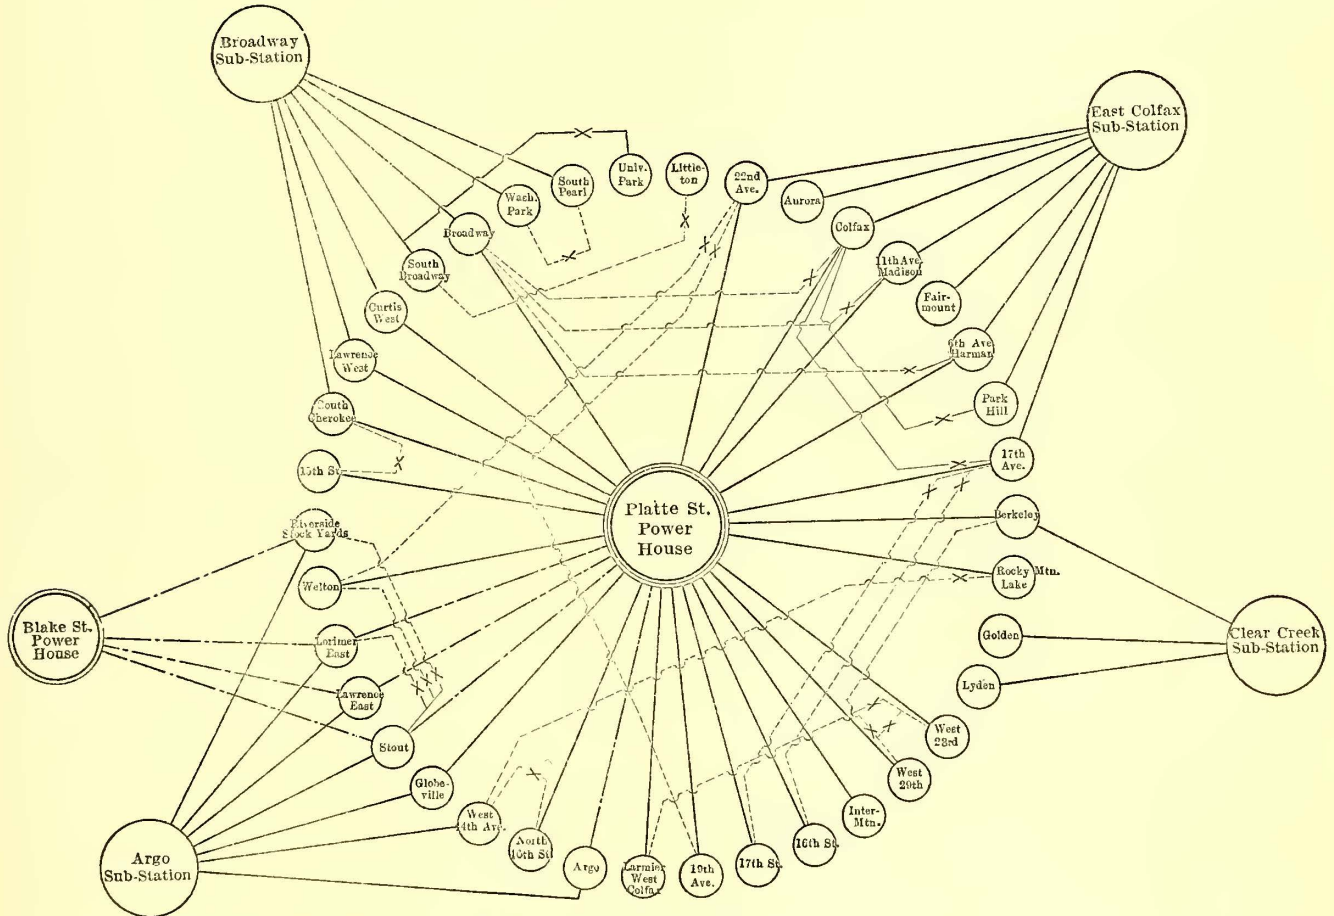 Broadway
Sub-Station
East Colfax
Sub-Station
Univ.
Park
Little-
ton
22nd
Ave.
South
Pearl
Wash.
Park
Aurora
Broadway
Colfax
11th Ave.
Madison
South
Broadway
Fair-
mount
Curtis
West
6th Ave.
Harman
Lawrence
West
Park
Hill
South
Cherokee
15th St.
17th
Ave.
Platte St.
Power
House
Berkeley
Riverside
Stock Yards
Welton
Rocky Mtn.
Lake
Blake St.
Power
House
Lorimer
East
Golden
Clear Creek
Sub-Station
Lawrence
East
Lyden
Stout
West
23rd
Globe-
ville
West
29th
West
44th Ave.
Inter-
Mtn.
North
16th St.
16th St.
Argo
Sub-Station
Argo
Larmier
West
Colfax
19th
Ave.
17th St.